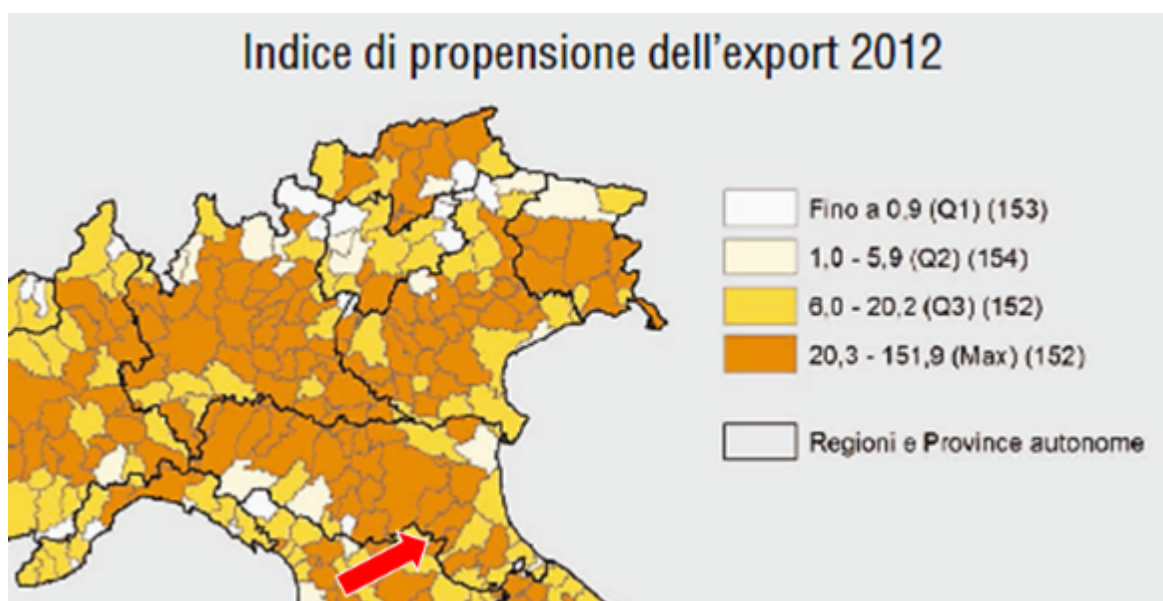 Indice di propensione dell'export 2012
Fino a 0,9 (Q1) (153)
1,0 - 5,9 (Q2) (154)
6,0 - 20,2 (Q3) (152)
20,3 - 151,9 (Max) (152)
Regioni e Province autonome